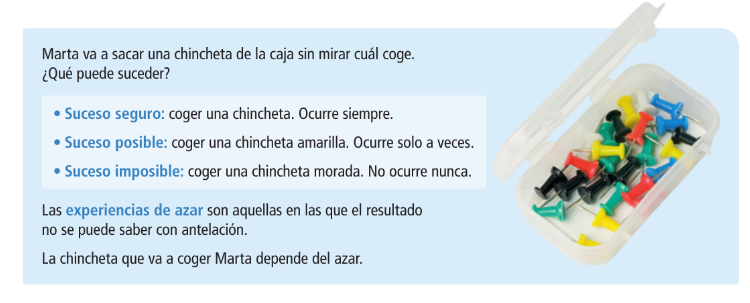 Marta va a sacar una chincheta de la caja sin mirar cuál coge.
¿Qué puede suceder?
• Suceso seguro: coger una chincheta. Ocurre siempre.
• Suceso posible: coger una chincheta amarilla. Ocurre solo a veces.
• Suceso imposible: coger una chincheta morada. No ocurre nunca.
Las experiencias de azar son aquellas en las que el resultado
no se puede saber con antelación.
La chincheta que va a coger Marta depende del azar.